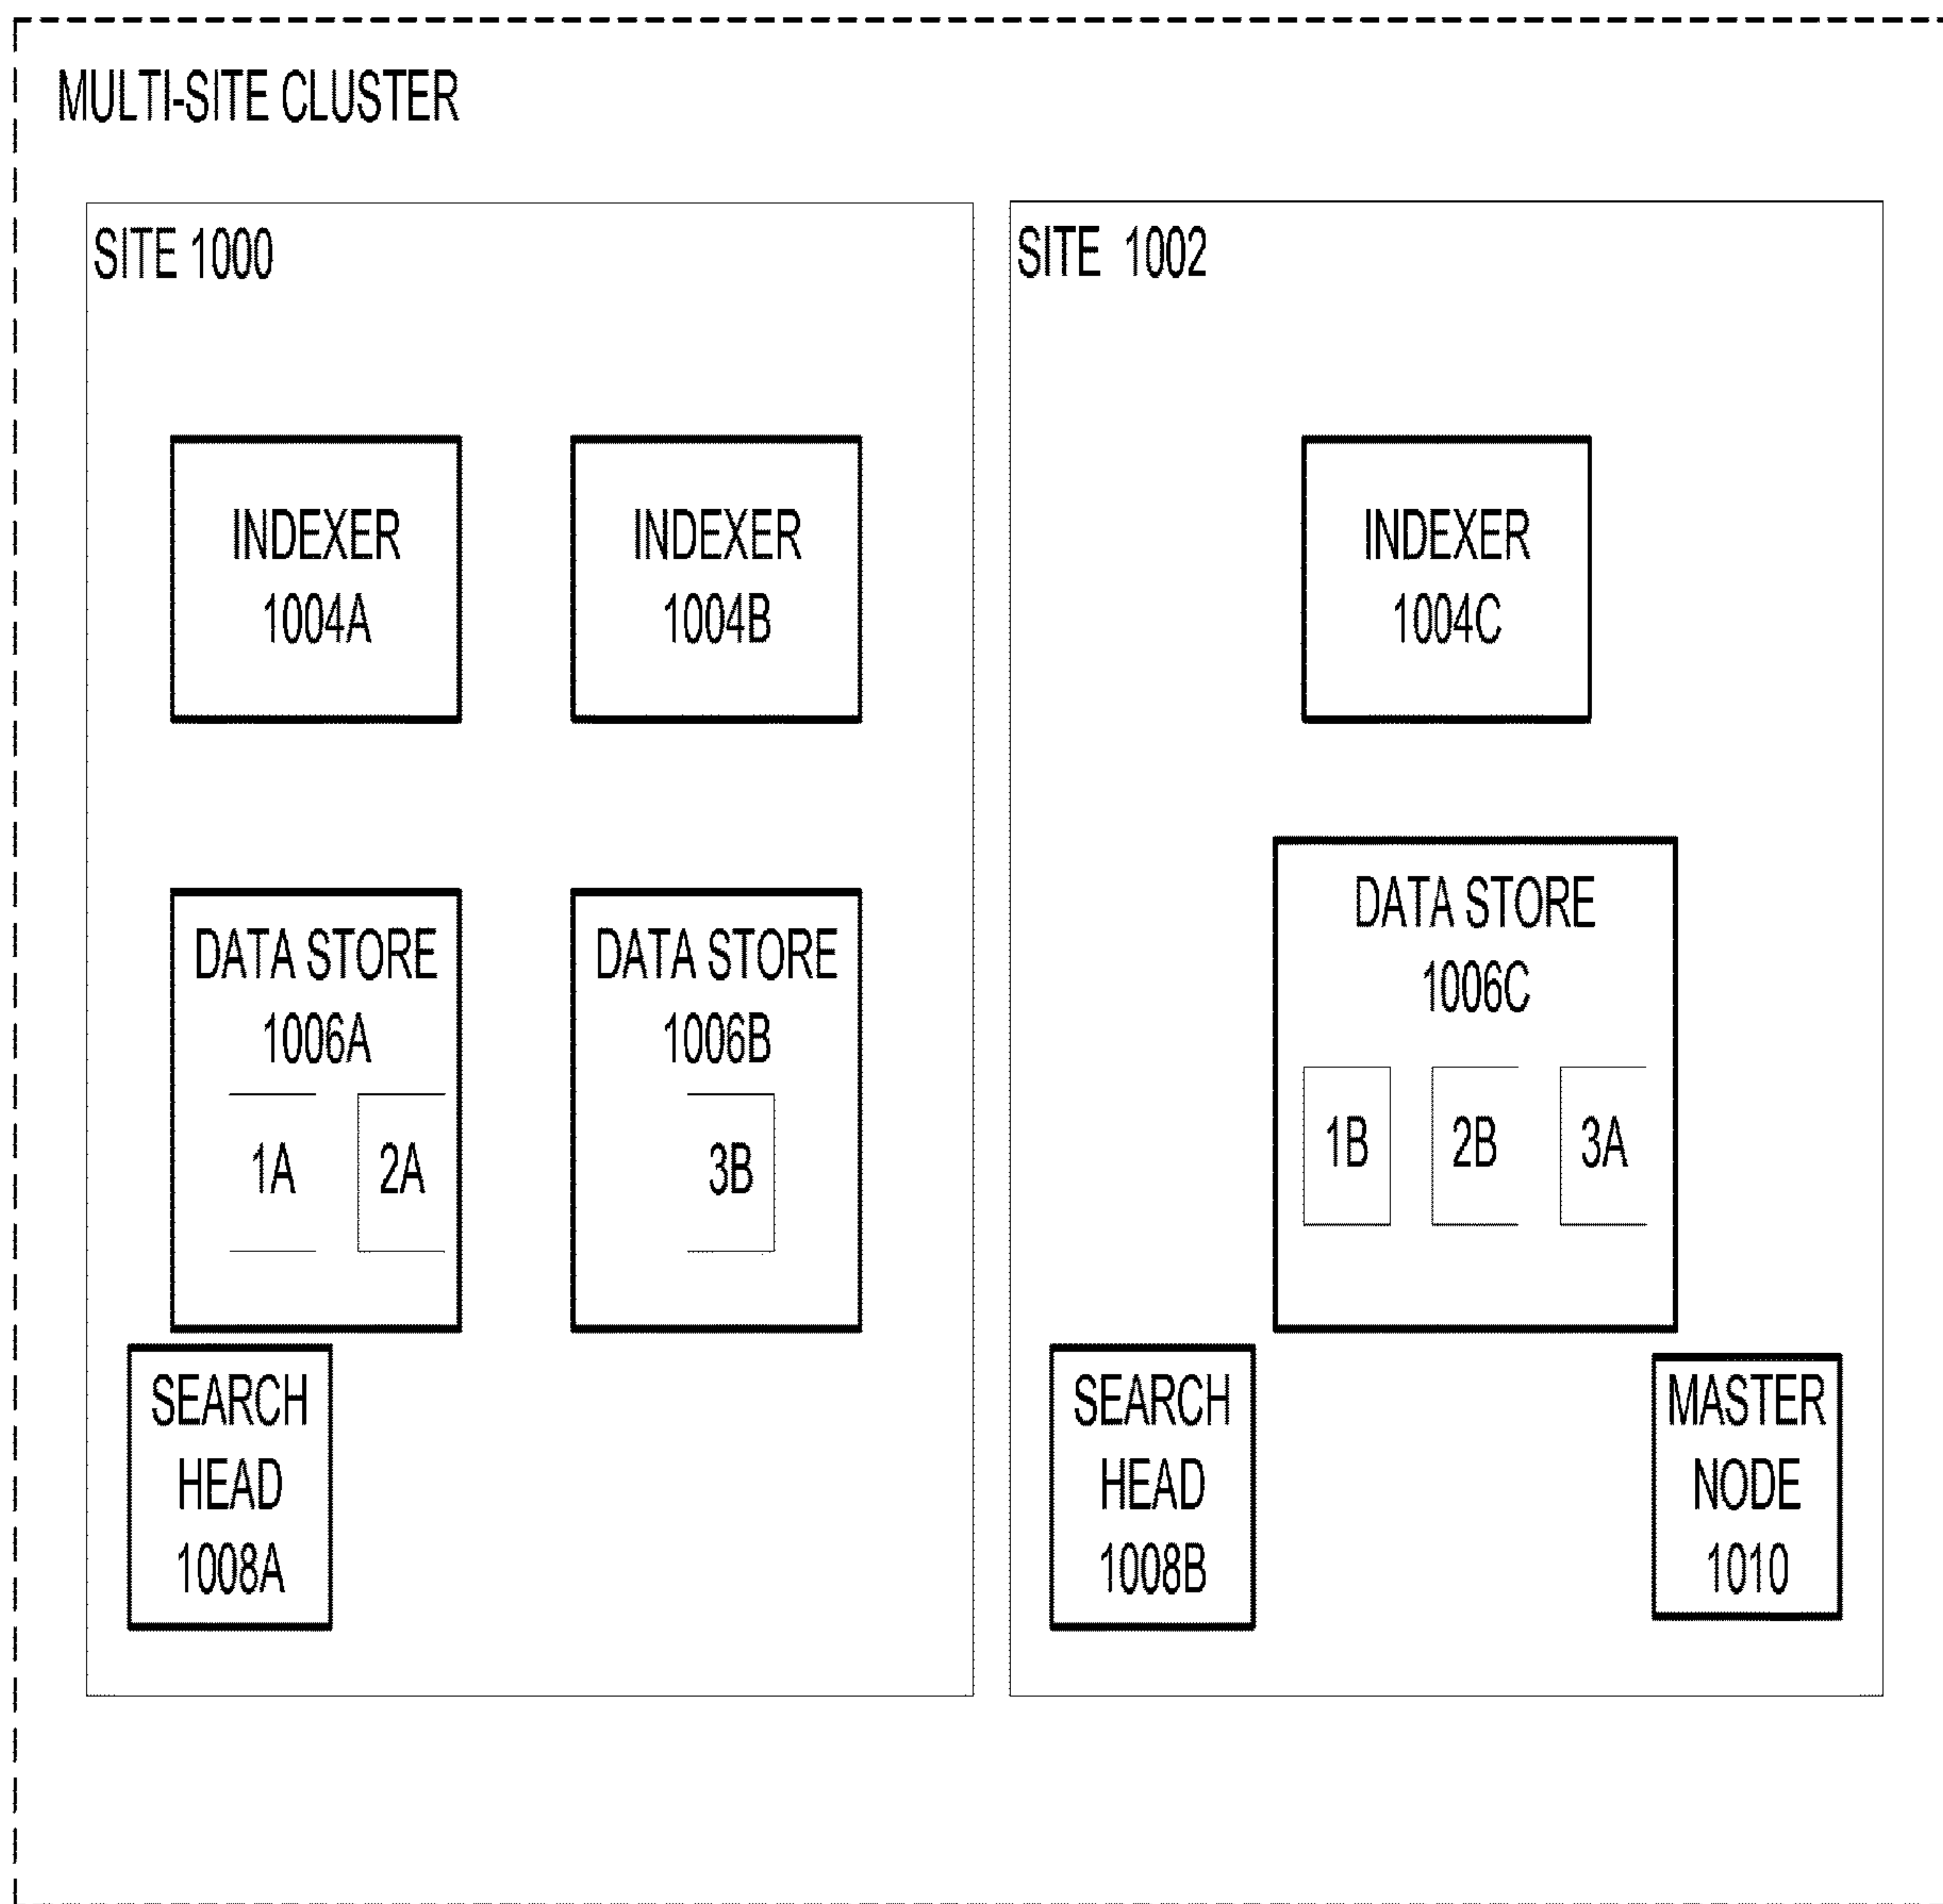 MULTI-SITE CLUSTER
SITE 1000
INDEXER
1004A
INDEXER
1004B
DATA STORE
1006A
1A
2A
DATA STORE
1006B
3B
SEARCH
HEAD
1008A
SITE 1002
INDEXER
1004C
DATA STORE
1006C
1B
2B
3A
SEARCH
HEAD
1008B
MASTER
NODE
1010